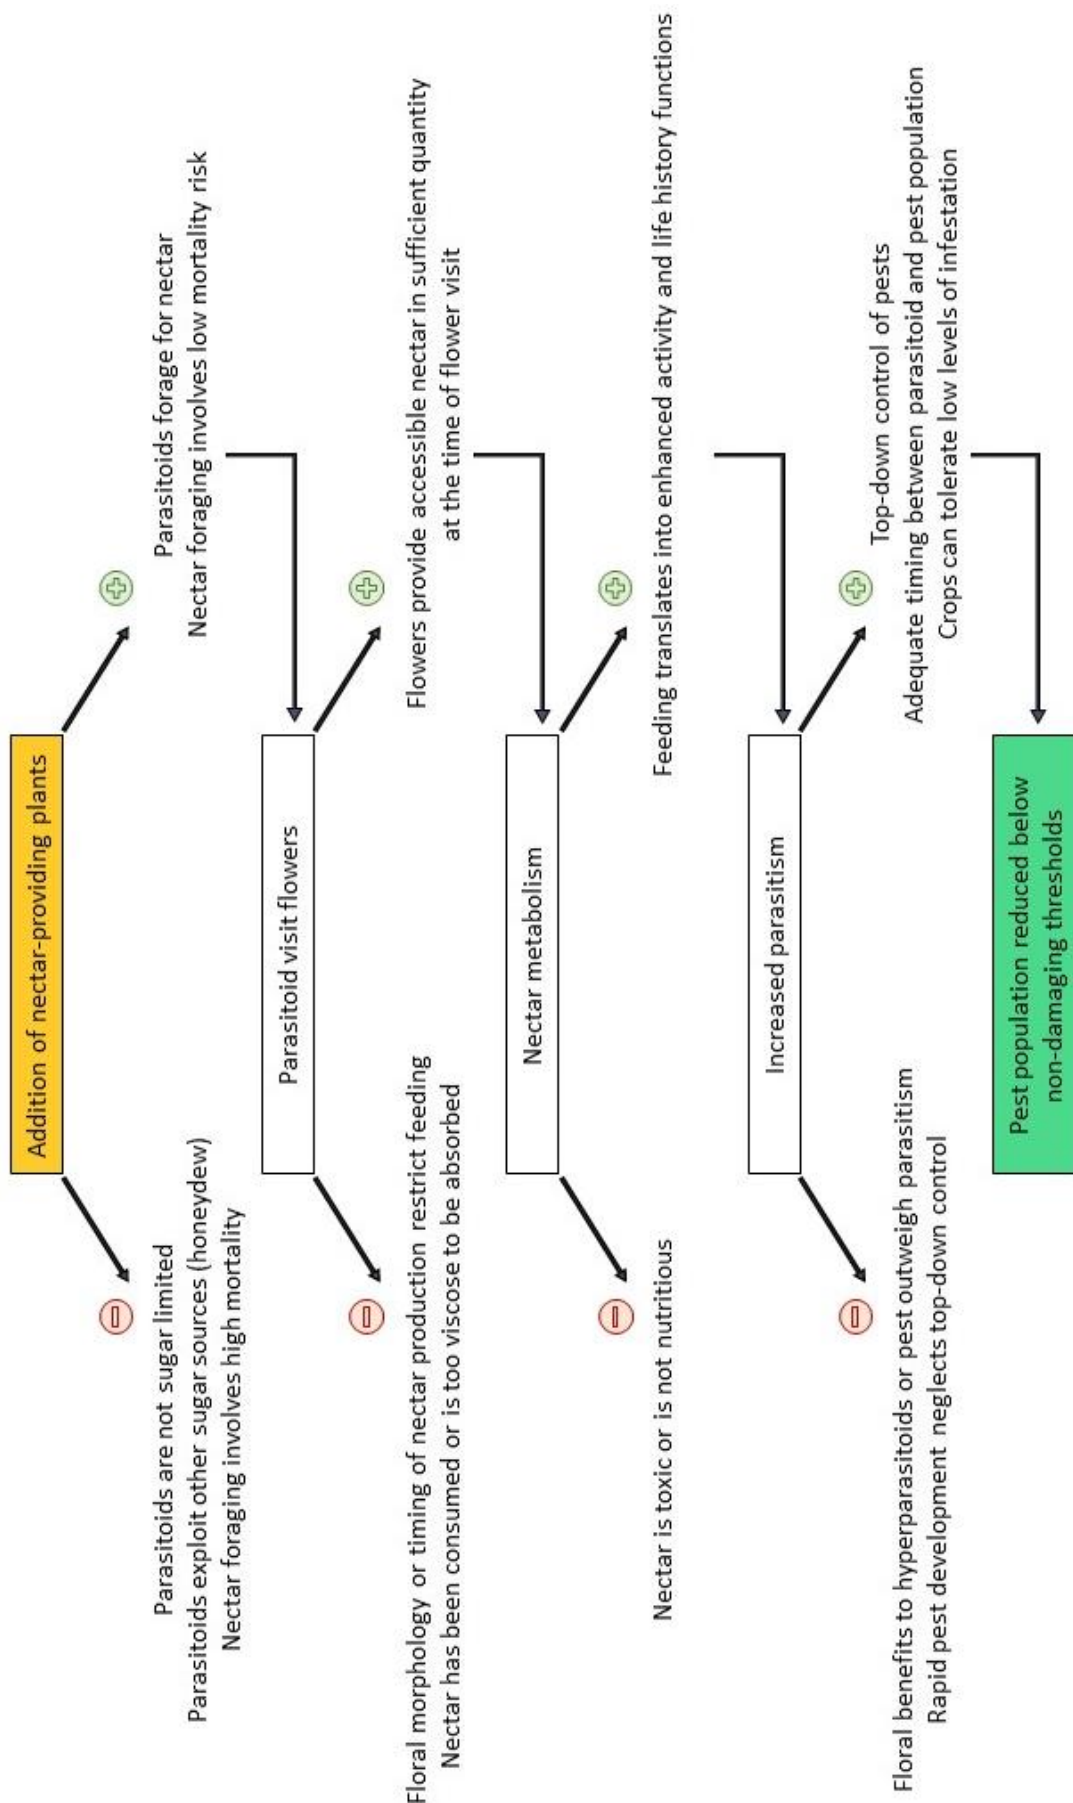 Addition of nectar-providing plants
Parasitoids are not sugar limited
Parasitoids exploit other sugar sources (honeydew)
Nectar foraging involves high mortality
Parasitoids forage for nectar
Nectar foraging involves low mortality risk
Parasitoid visit flowers
Floral morphology or timing of nectar production restrict feeding
Nectar has been consumed or is too viscose to be absorbed
Flowers provide accessible nectar in sufficient quantity
at the time of flower visit
Nectar metabolism
Nectar is toxic or is not nutritious
Feeding translates into enhanced activity and life history functions
Increased parasitism
Floral benefits to hyperparasitoids or pest outweigh parasitism
Rapid pest development neglects top-down control
Top-down control of pests
Adequate timing between parasitoid and pest population
Crops can tolerate low levels of infestation
Pest population reduced below
non-damaging thresholds